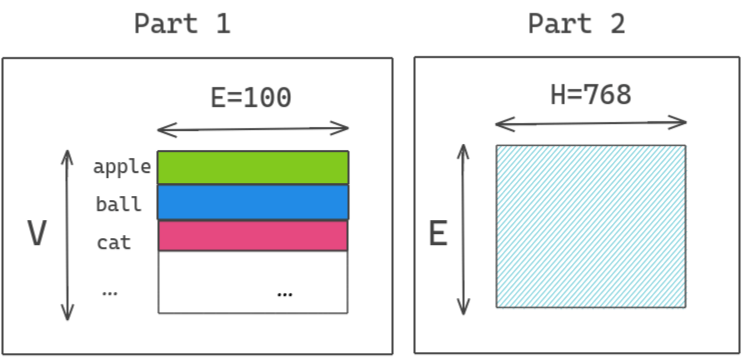 Part 1
E=100
V
apple
ball
cat
...
...
Part 2
H=768
E